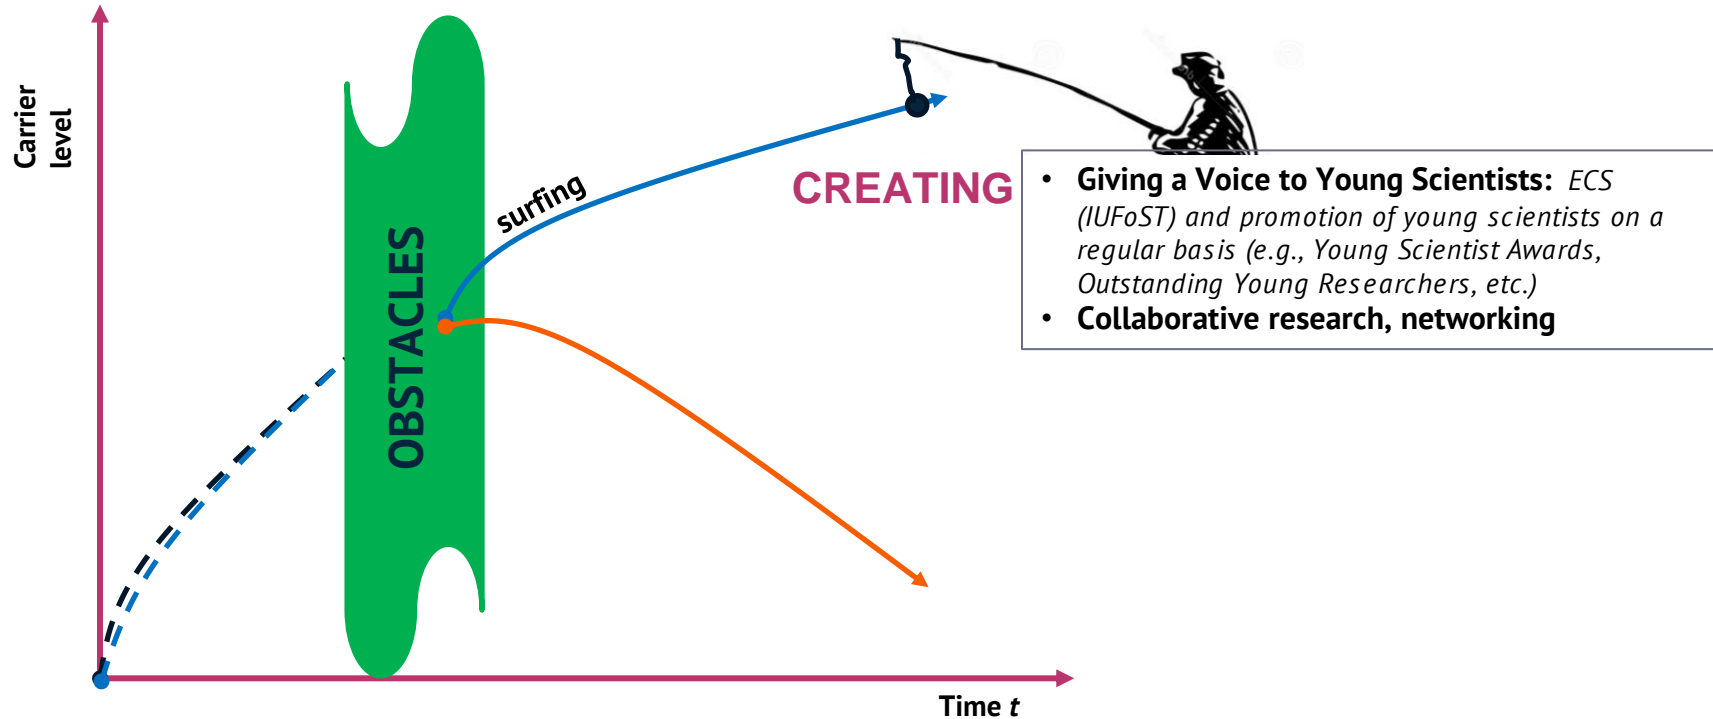 Carrier
level
OBSTACLES
surfing
CREATING
• Giving a Voice to Young Scientists: ECS
(IUFoST) and promotion of young scientists on a
regular basis (e.g., Young Scientist Awards,
Outstanding Young Researchers, etc.)
• Collaborative research, networking
Time t